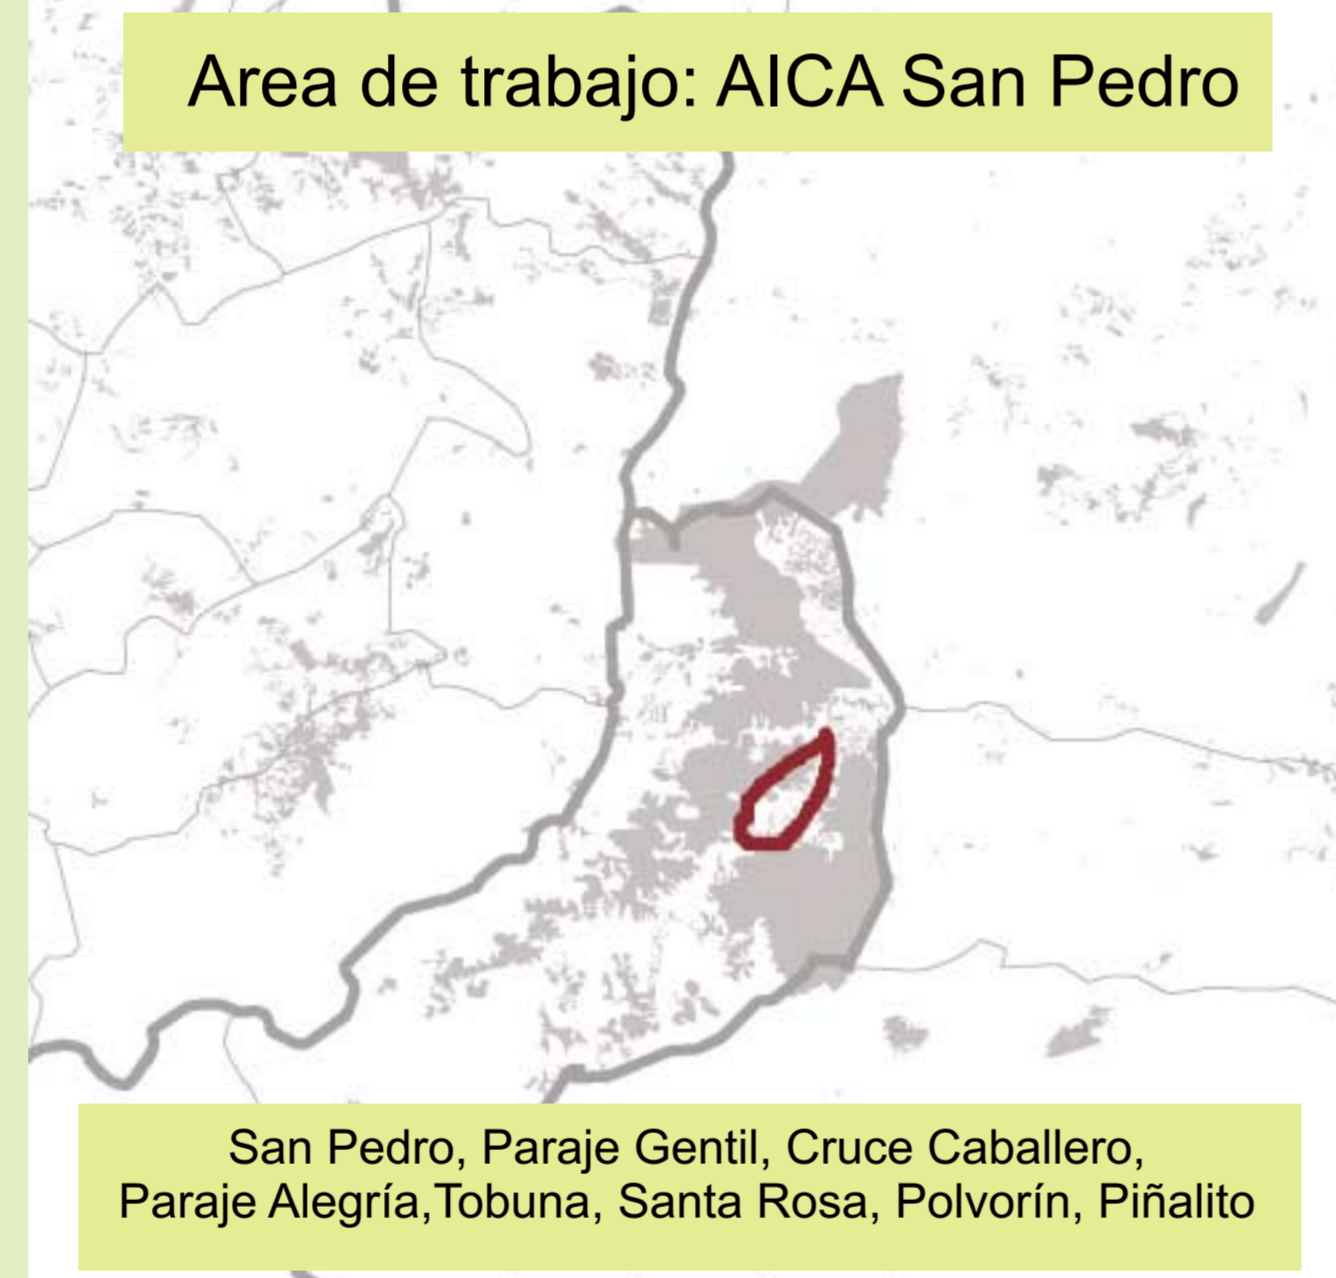 Area de trabajo: AICA San Pedro
San Pedro, Paraje Gentil, Cruce Caballero,
Paraje Alegría,Tobuna, Santa Rosa, Polvorín, Piñalito